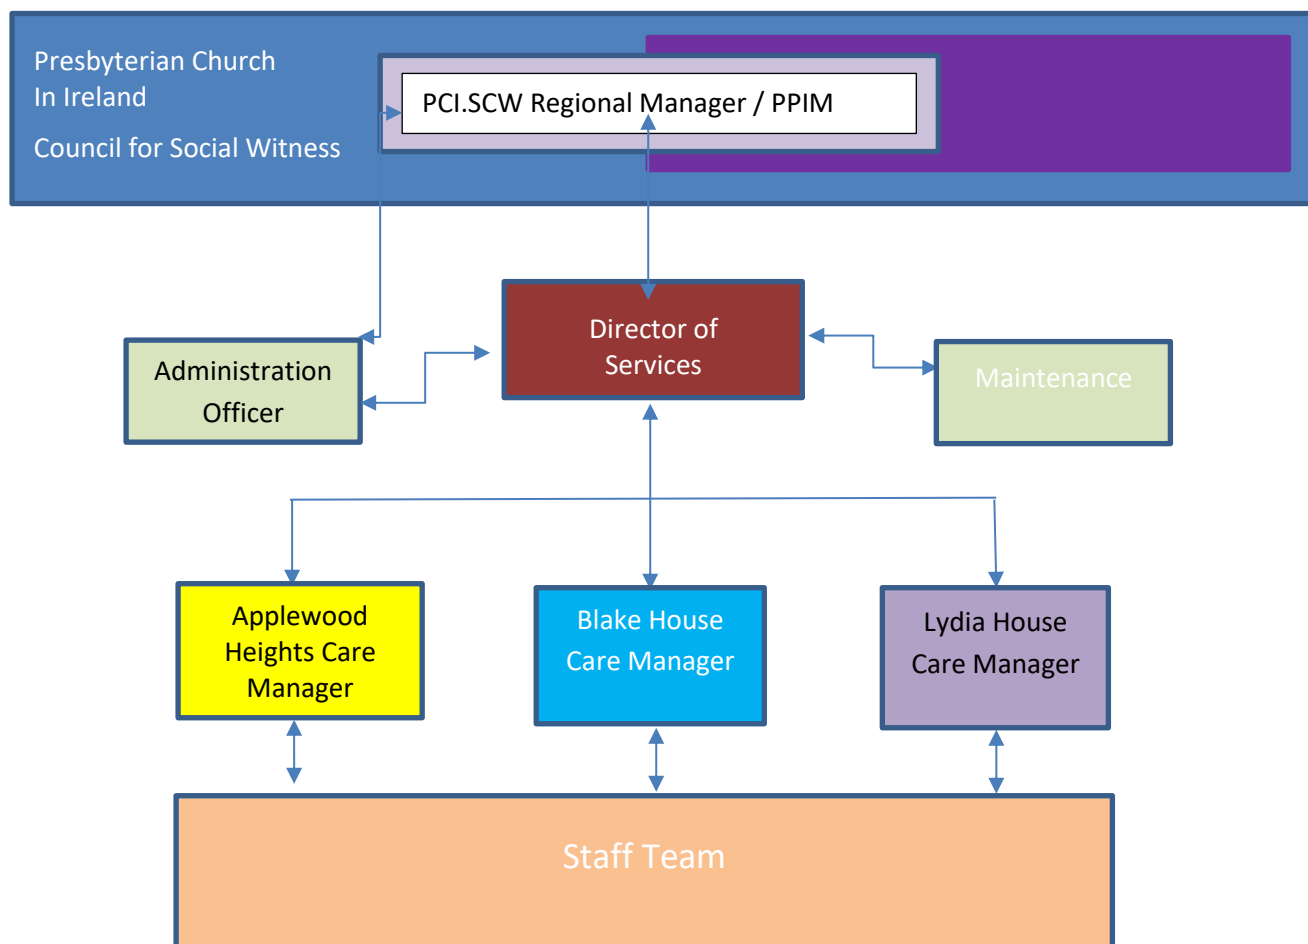 Presbyterian Church
In Ireland
Council for Social Witness
PCI.SCW Regional Manager / PPIM
Director of
Services
Administration
Officer
Maintenance
Applewood
Heights Care
Manager
Blake House
Care Manager
Lydia House
Care Manager
Staff Team